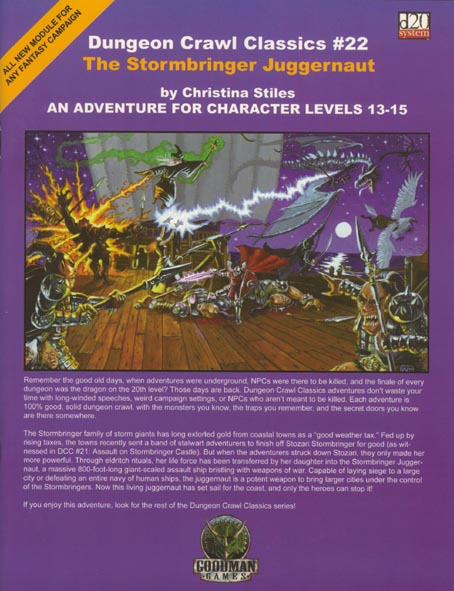 ALL NEW MODULE FOR
ANY FANTASY CAMPAIGN
d20
system
Dungeon Crawl Classics #22
The Stormbringer Juggernaut
by Christina Stiles
AN ADVENTURE FOR CHARACTER LEVELS 13-15
Remember the good old days, when adventures were underground, NPCs were there to be killed, and the finale of every
dungeon was the dragon on the 20th level? Those days are back. Dungeon Crawl Classics adventures don't waste your
time with long-winded speeches, weird campaign settings, or NPCs who aren't meant to be killed. Each adventure is
100% good, solid dungeon crawl, with the monsters you know, the traps you remember, and the secret doors you know
are there somewhere.
The Stormbringer family of storm giants has long extorted gold from coastal towns as a "good weather tax." Fed up by
rising taxes, the towns recently sent a band of stalwart adventurers to finish off Stozari Stormbringer for good (as wit-
nessed in DCC #21: Assault on Stormbringer Castle). But when the adventurers struck down Stozari, they only made her
more powerful. Through eldritch rituals, her life force has been transferred by her daughter into the Stormbringer Jugger-
naut, a massive 800-foot-long giant-scaled assault ship bristling with weapons of war. Capable of laying siege to a large
city or defeating an entire navy of human ships, the juggernaut is a potent weapon to bring larger cities under the control
of the Stormbringers. Now this living juggernaut has set sail for the coast, and only the heroes can stop it!
If you enjoy this adventure, look for the rest of the Dungeon Crawl Classics series!
GOODMAN
GAMES